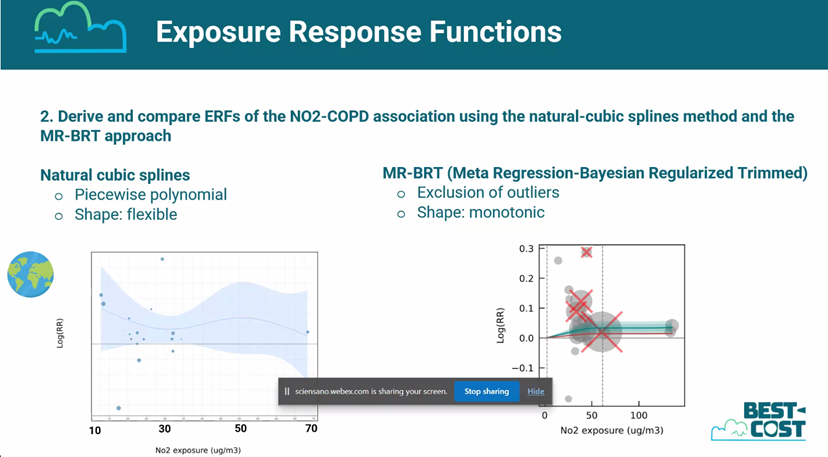 Exposure Response Functions
2. Derive and compare ERFs of the NO2-COPD association using the natural-cubic splines method and the
MR-BRT approach
Natural cubic splines
o Piecewise polynomial
o Shape: flexible
MR-BRT (Meta Regression-Bayesian Regularized Trimmed)
o Exclusion of outliers
o Shape: monotonic
Log(RR)
10 30 50 70
No2 exposure (ug/m3)
0.3
0.2
0.1
0.0
−0.1
Log(RR)
0 50 100
No2 exposure (ug/m3)
sciensano.webex.com is sharing your screen. Stop sharing Hide
BEST-
COST